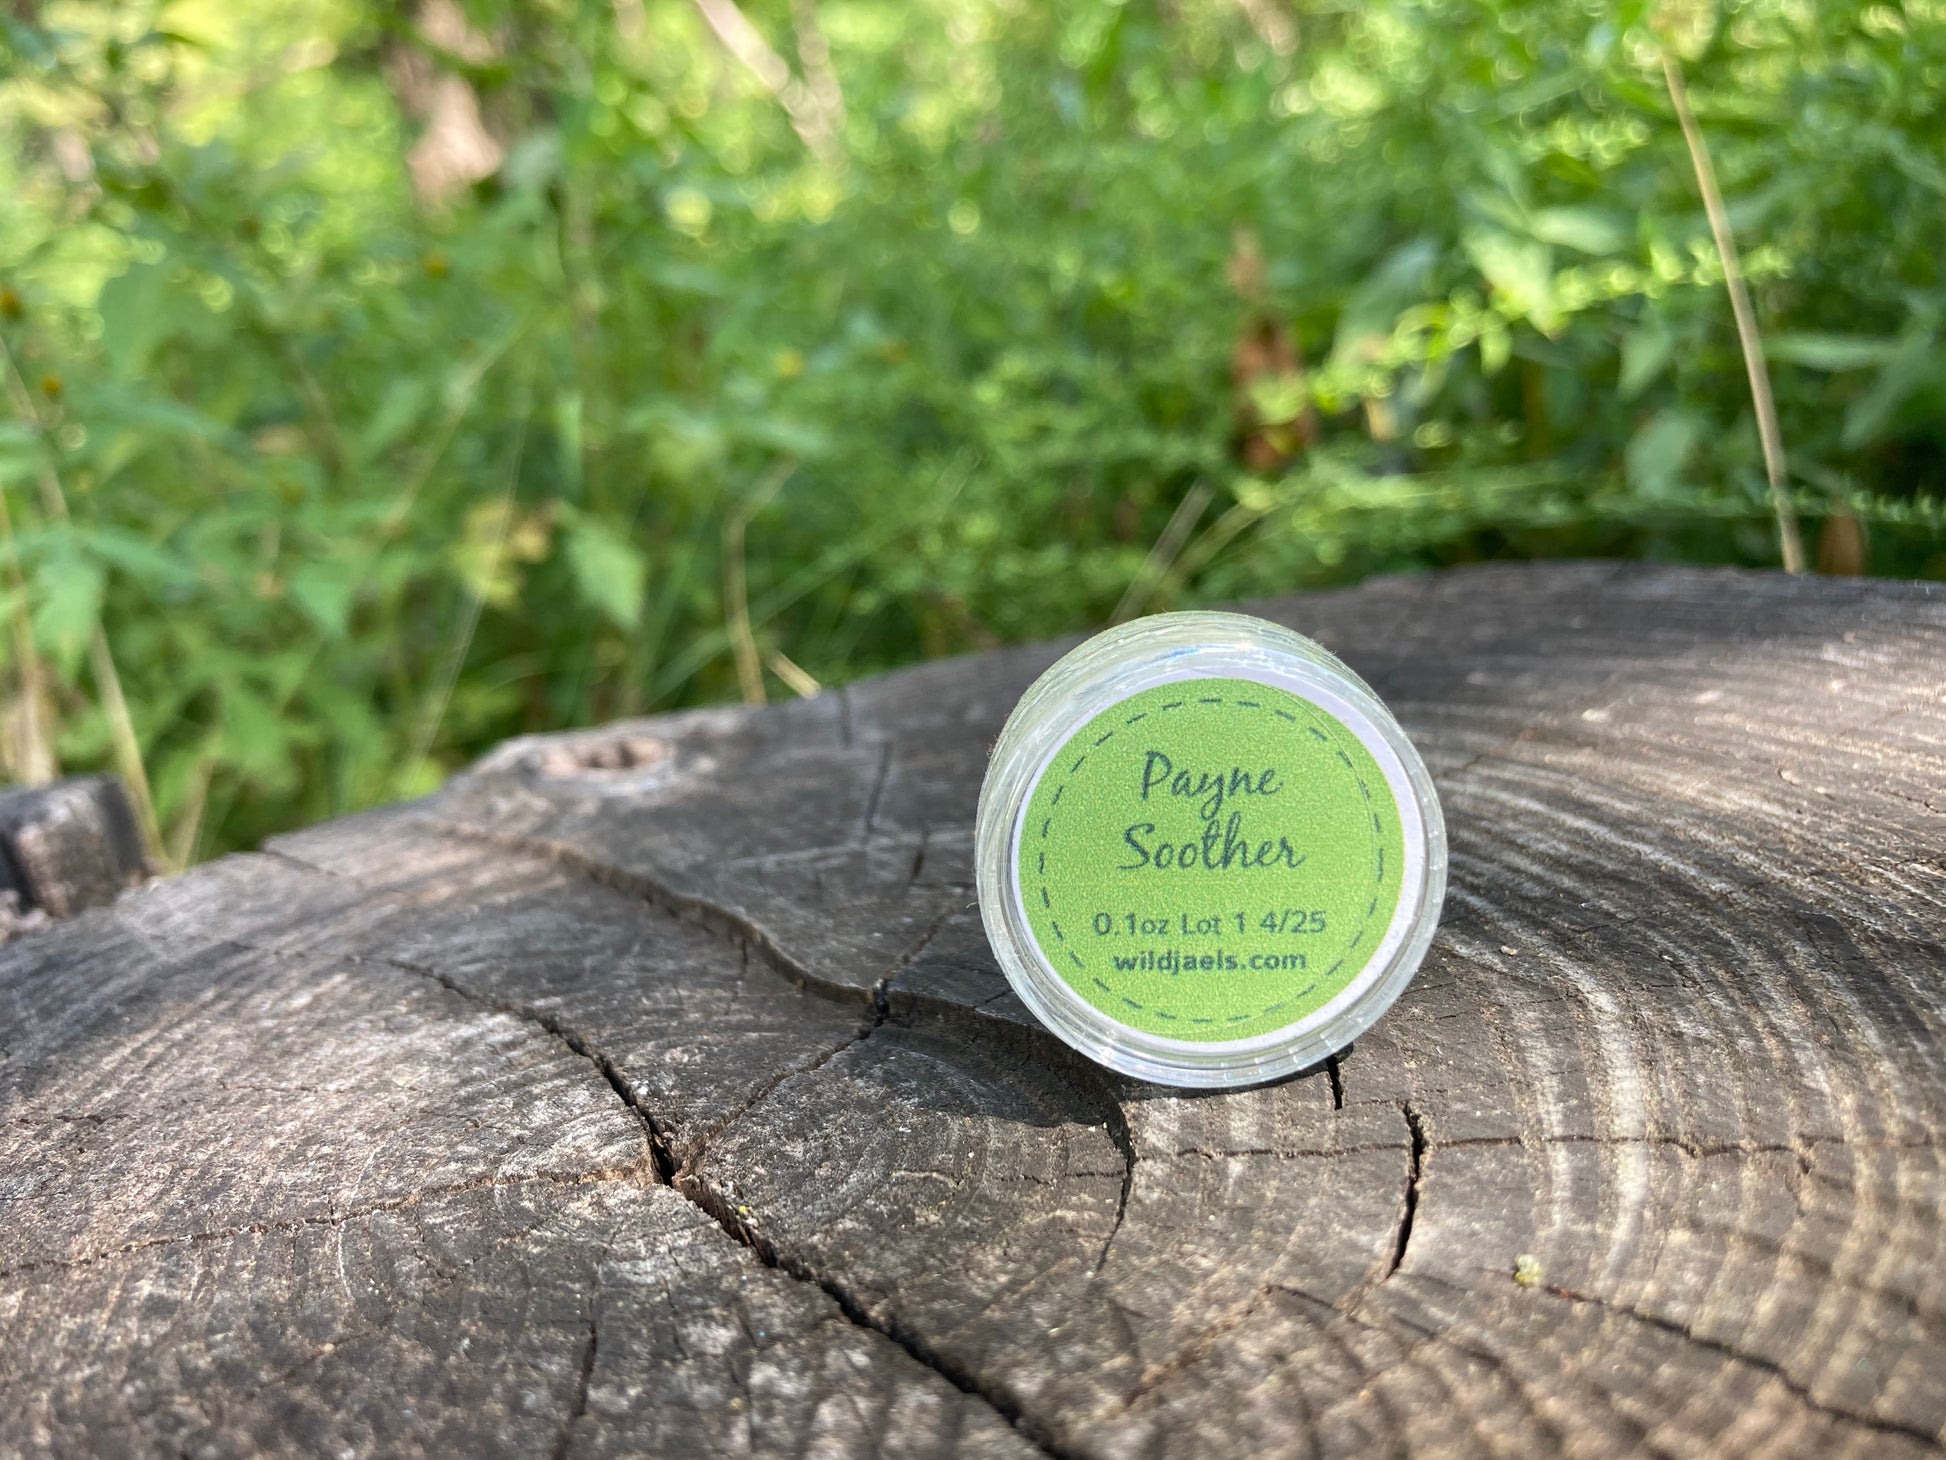 Payne
Soother
0.1oz Lot 1 4/25
wildjaels.com